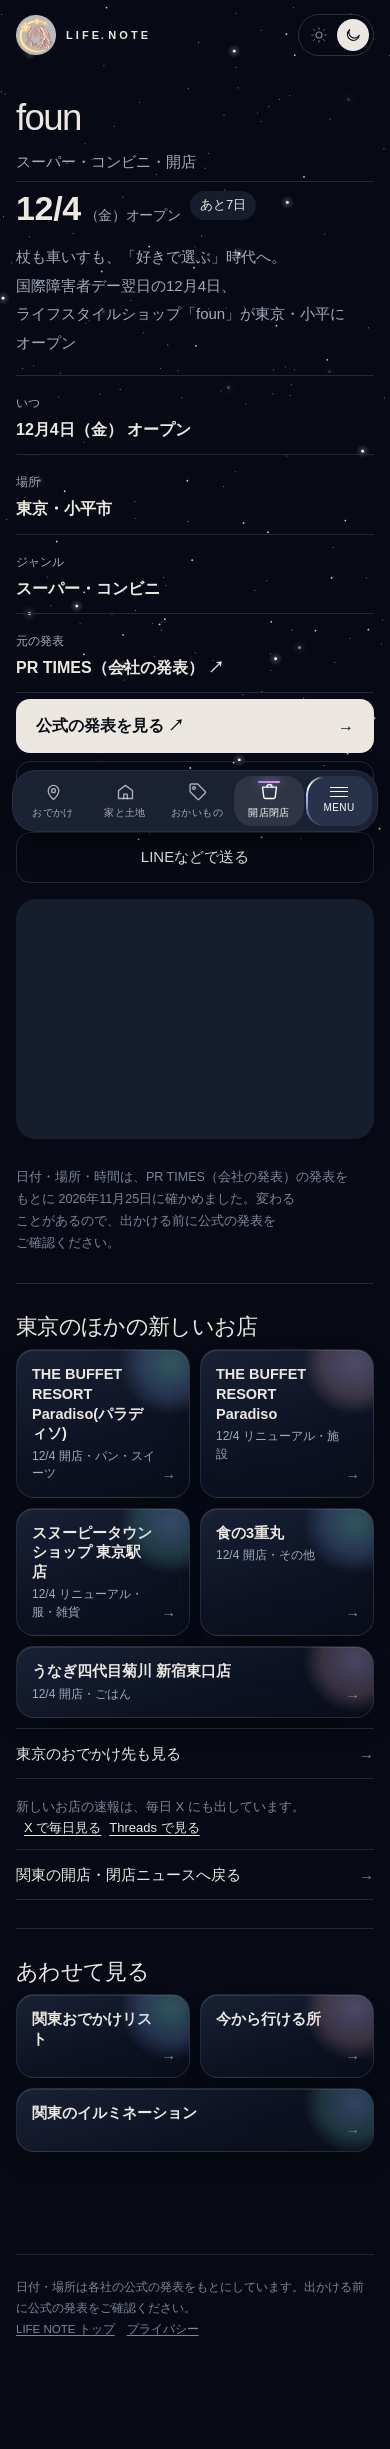 LIFE.NOTE
foun
スーパー・コンビニ・開店
12/4 （金）オープン あと7日
杖も車いすも、「好きで選ぶ」時代へ。
国際障害者デー翌日の12月4日、
ライフスタイルショップ「foun」が東京・小平に
オープン
いつ
12月4日（金） オープン
場所
東京・小平市
ジャンル
スーパー・コンビニ
元の発表
PR TIMES（会社の発表） ↗
公式の発表を見る ↗ →
おでかけ 家と土地 おかいもの 開店閉店 MENU
LINEなどで送る
日付・場所・時間は、PR TIMES（会社の発表）の発表を
もとに 2026年11月25日に確かめました。変わる
ことがあるので、出かける前に公式の発表を
ご確認ください。
東京のほかの新しいお店
THE BUFFET
RESORT
Paradiso(パラデ
ィソ)
12/4 開店・パン・スイ
ーツ →
THE BUFFET
RESORT
Paradiso
12/4 リニューアル・施
設 →
スヌーピータウン
ショップ 東京駅
店
12/4 リニューアル・
服・雑貨 →
食の3重丸
12/4 開店・その他
→
うなぎ四代目菊川 新宿東口店
12/4 開店・ごはん →
東京のおでかけ先も見る →
新しいお店の速報は、毎日 X にも出しています。
X で毎日見る Threads で見る
関東の開店・閉店ニュースへ戻る →
あわせて見る
関東おでかけリス
ト →
今から行ける所
→
関東のイルミネーション
→
日付・場所は各社の公式の発表をもとにしています。出かける前
に公式の発表をご確認ください。
LIFE NOTE トップ プライバシー